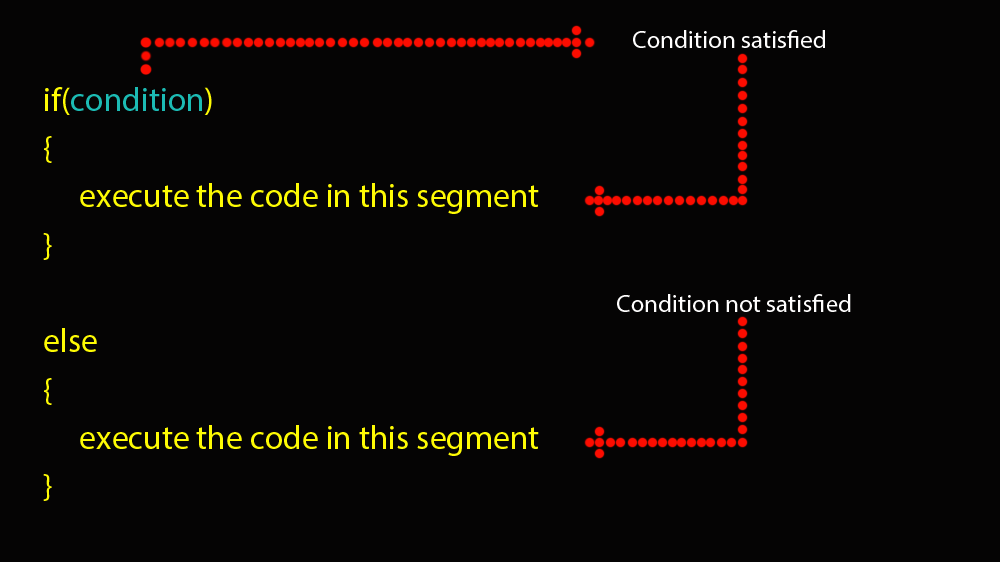 Condition satisfied
if(condition)
{
execute the code in this segment
}
Condition not satisfied
else
{
execute the code in this segment
}